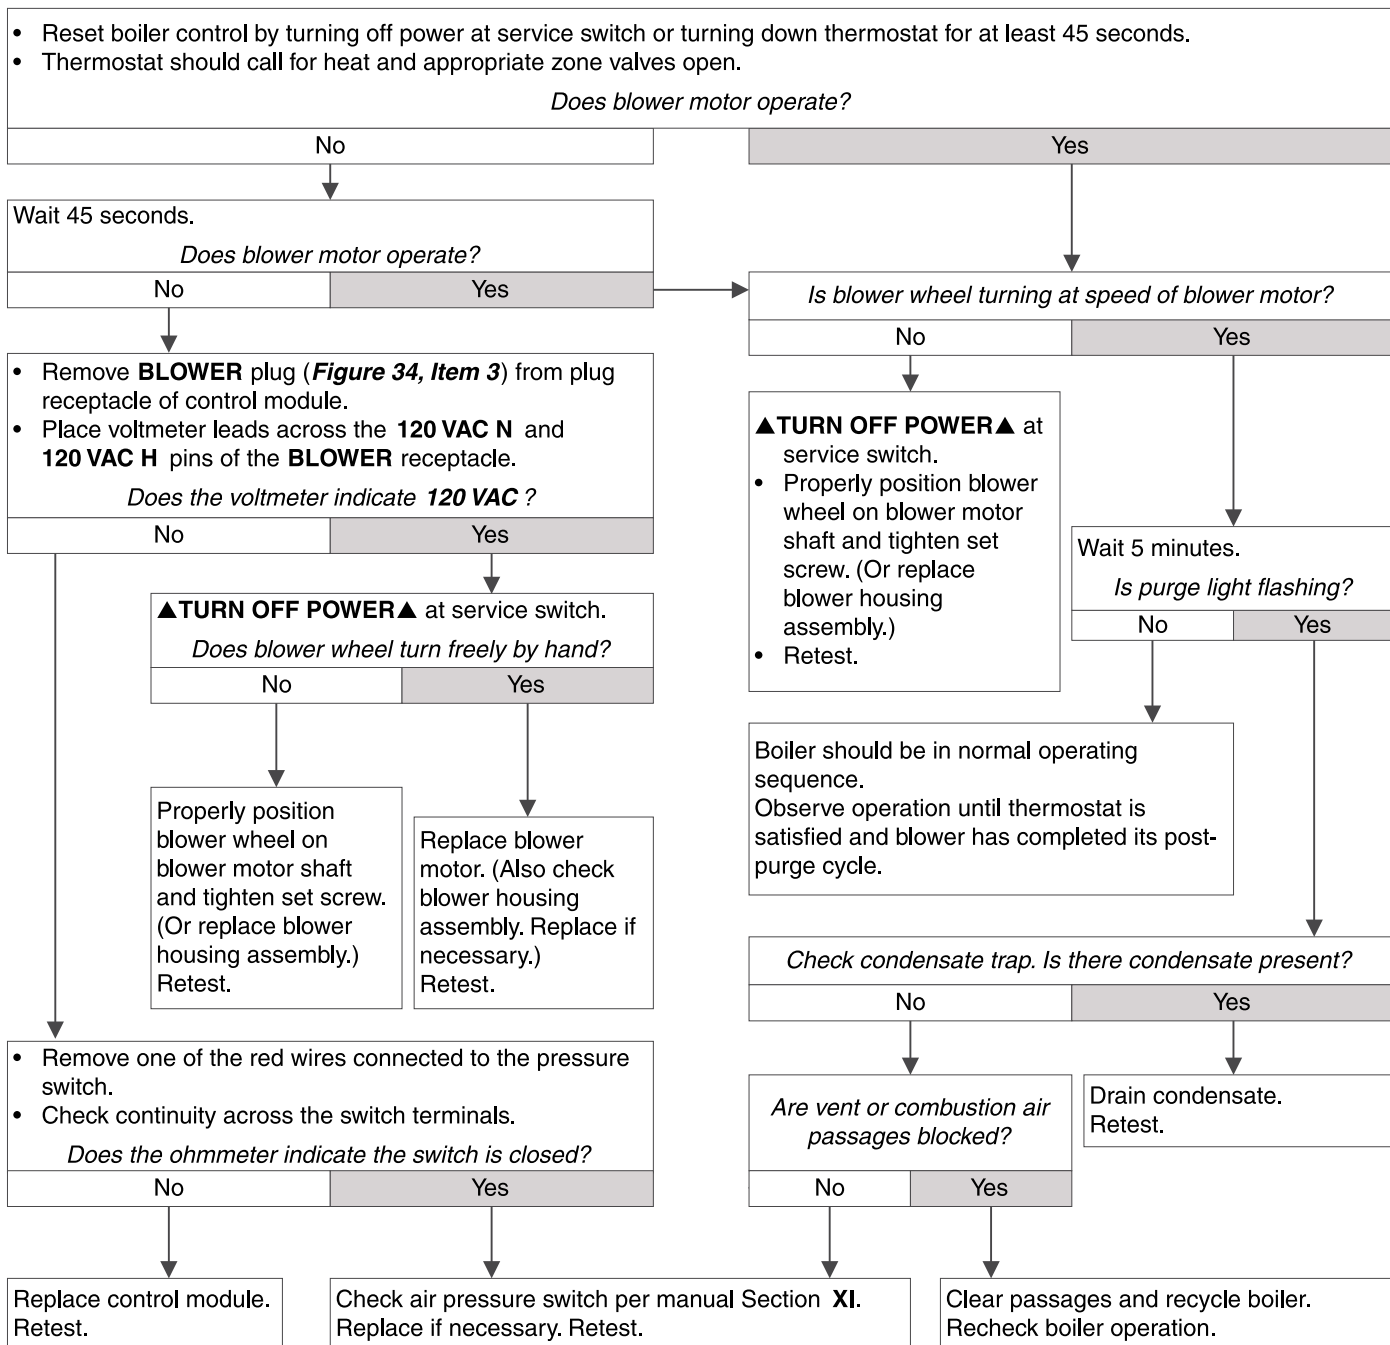 • Reset boiler control by turning off power at service switch or turning down thermostat for at least 45 seconds.
• Thermostat should call for heat and appropriate zone valves open.
Does blower motor operate?
No
Yes
Wait 45 seconds.
Does blower motor operate?
No
Yes
Is blower wheel turning at speed of blower motor?
No
Yes
• Remove BLOWER plug (Figure 34, Item 3) from plug
receptacle of control module.
• Place voltmeter leads across the 120 VAC N and
120 VAC H pins of the BLOWER receptacle.
Does the voltmeter indicate 120 VAC ?
No
Yes
▲TURN OFF POWER▲ at
service switch.
• Properly position blower
wheel on blower motor
shaft and tighten set
screw. (Or replace
blower housing
assembly.)
• Retest.
Wait 5 minutes.
Is purge light flashing?
No
Yes
▲TURN OFF POWER▲ at service switch.
Does blower wheel turn freely by hand?
No
Yes
Boiler should be in normal operating
sequence.
Observe operation until thermostat is
satisfied and blower has completed its post-
purge cycle.
Properly position
blower wheel on
blower motor shaft
and tighten set screw.
(Or replace blower
housing assembly.)
Retest.
Replace blower
motor. (Also check
blower housing
assembly. Replace if
necessary.)
Retest.
Check condensate trap. Is there condensate present?
No
Yes
• Remove one of the red wires connected to the pressure
switch.
• Check continuity across the switch terminals.
Does the ohmmeter indicate the switch is closed?
No
Yes
Are vent or combustion air
passages blocked?
No
Yes
Drain condensate.
Retest.
Replace control module.
Retest.
Check air pressure switch per manual Section XI.
Replace if necessary. Retest.
Clear passages and recycle boiler.
Recheck boiler operation.